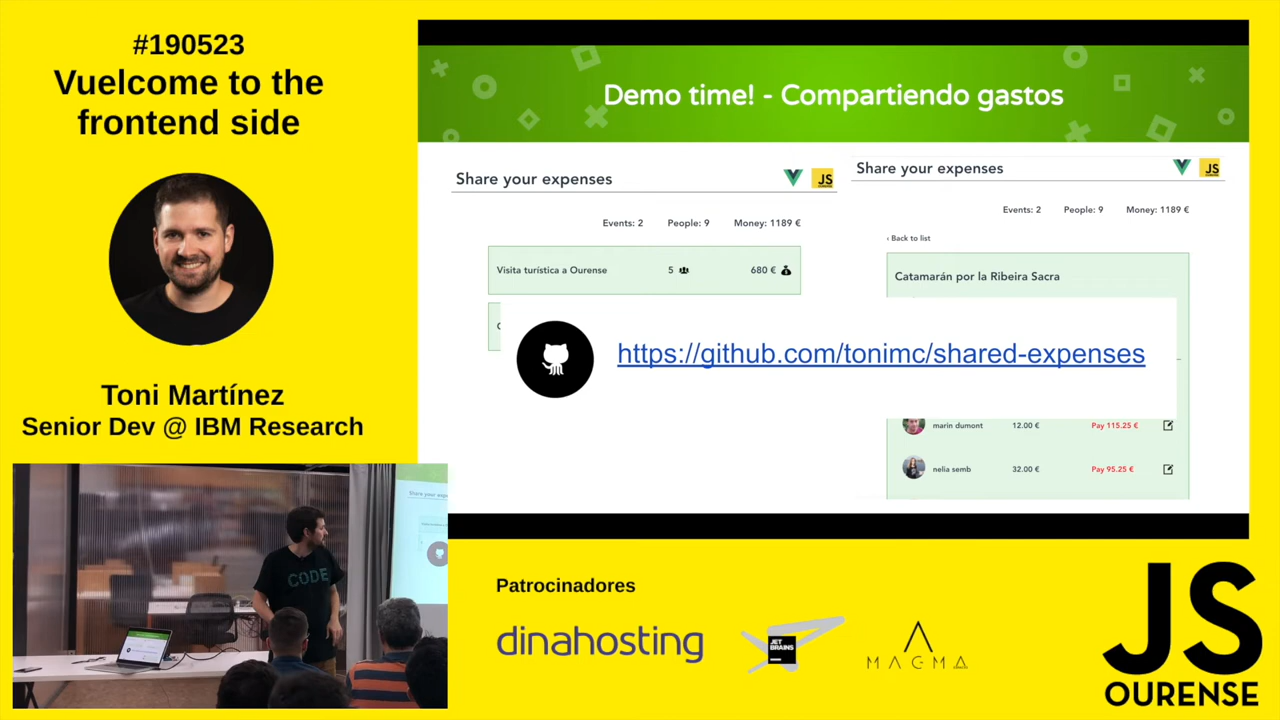 #190523
Vuelcome to the
frontend side
Toni Martínez
Senior Dev @ IBM Research
CODE
Demo time! - Compartiendo gastos
Share your expenses
JS
OURENSE
Events: 2 People: 9 Money: 1189 €
Visita turística a Ourense 5 680 €
Share your expenses
JS
OURENSE
Events: 2 People: 9 Money: 1189 €
‹ Back to list
Catamarán por la Ribeira Sacra
https://github.com/tonimc/shared-expenses
marin dumont 12.00 € Pay 115.25 €
nelia semb 32.00 € Pay 95.25 €
Patrocinadores
dinahosting
JET
BRAINS
MAGMA
JS
OURENSE